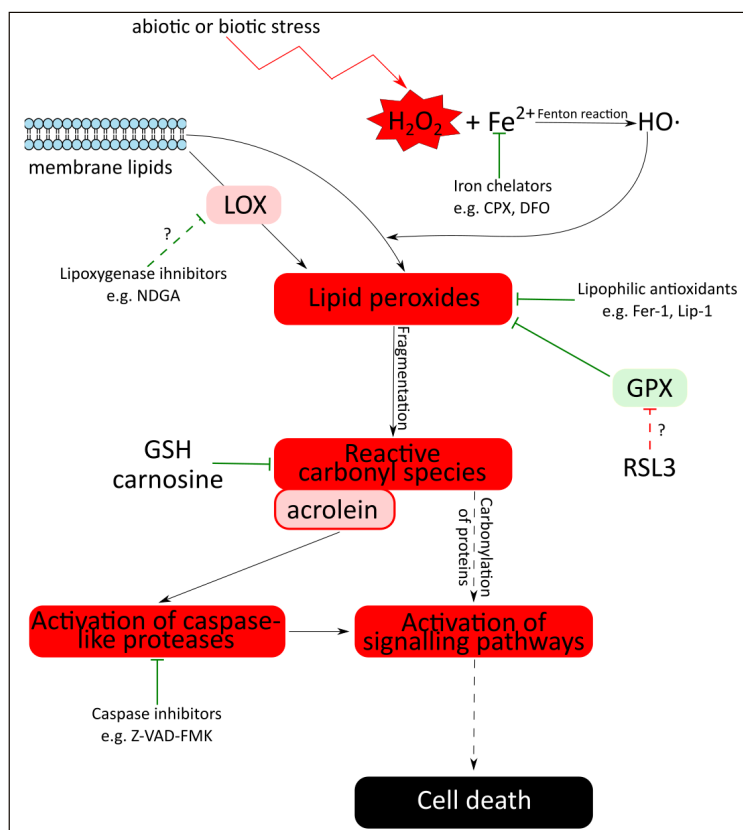 abiotic or biotic stress
H₂O₂ + Fe²⁺ Fenton reaction HO·
membrane lipids
Iron chelators
e.g. CPX, DFO
LOX
?
Lipoxygenase ihnibitors
e.g. NDGA
Lipid peroxides
Lipophilic antioxidants
e.g. Fer-1, Lip-1
Fragmentation
GPX
?
RSL3
GSH
carnosine
Reactive
carbonyl species
acrolein
Carbonylation
of proteins
Activation of caspase-
like proteases
Activation of
signalling pathways
Caspase inhibitors
e.g. Z-VAD-FMK
Cell death